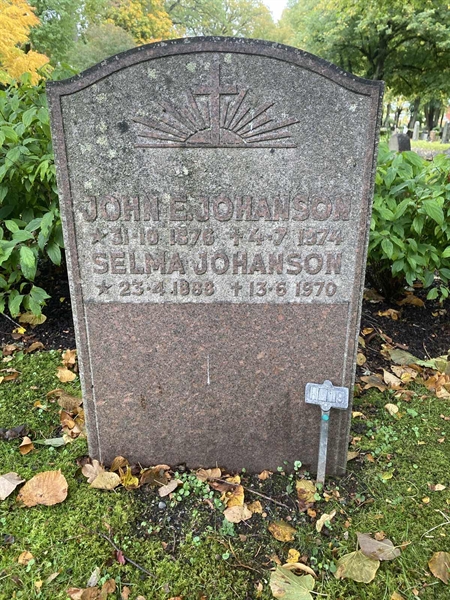 JOHN E. JOHANSON
★ 31·10 1878 † 4·7 1974
SELMA JOHANSON
★ 23·4 1888 † 13·6 1970